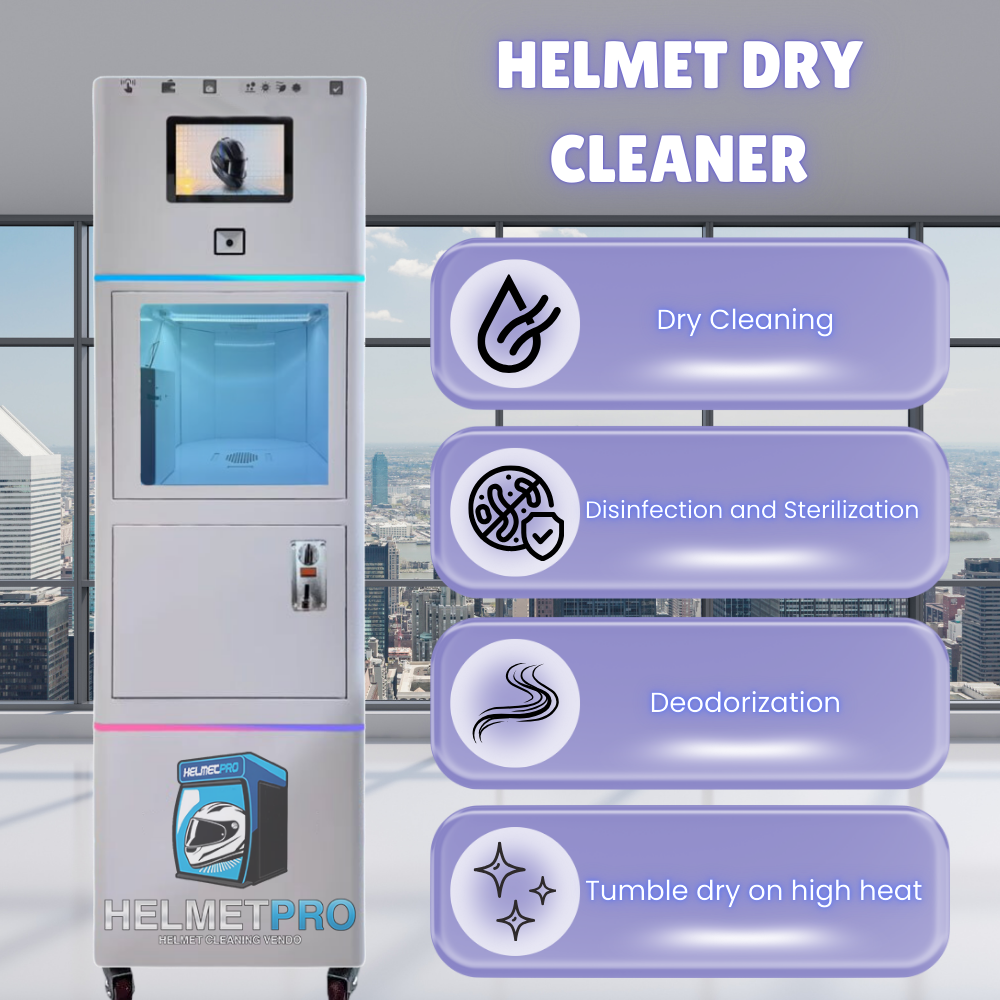 HELMET DRY
CLEANER
Dry Cleaning
Disinfection and Sterilization
Deodorization
Tumble dry on high heat
HELMETPRO
HELMETPRO
HELMET CLEANING VENDO